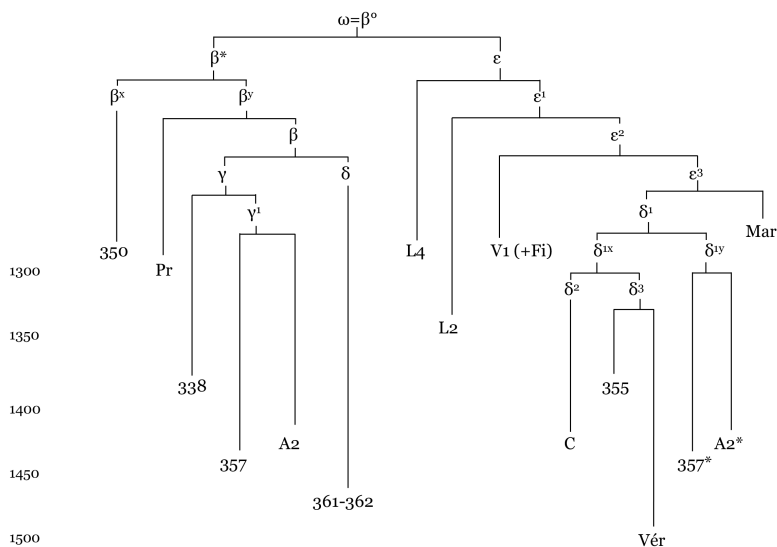 ω=β°
β* ε
βˣ βʸ ε¹
β ε²
γ δ ε³
γ¹ δ¹
Mar
350 L4 V1 (+Fi) δ¹ˣ δ¹ʸ
1300 Pr
δ² δ³
L2
1350
338 355
1400
A2 C A2*
357 357*
1450
361-362
1500 Vér